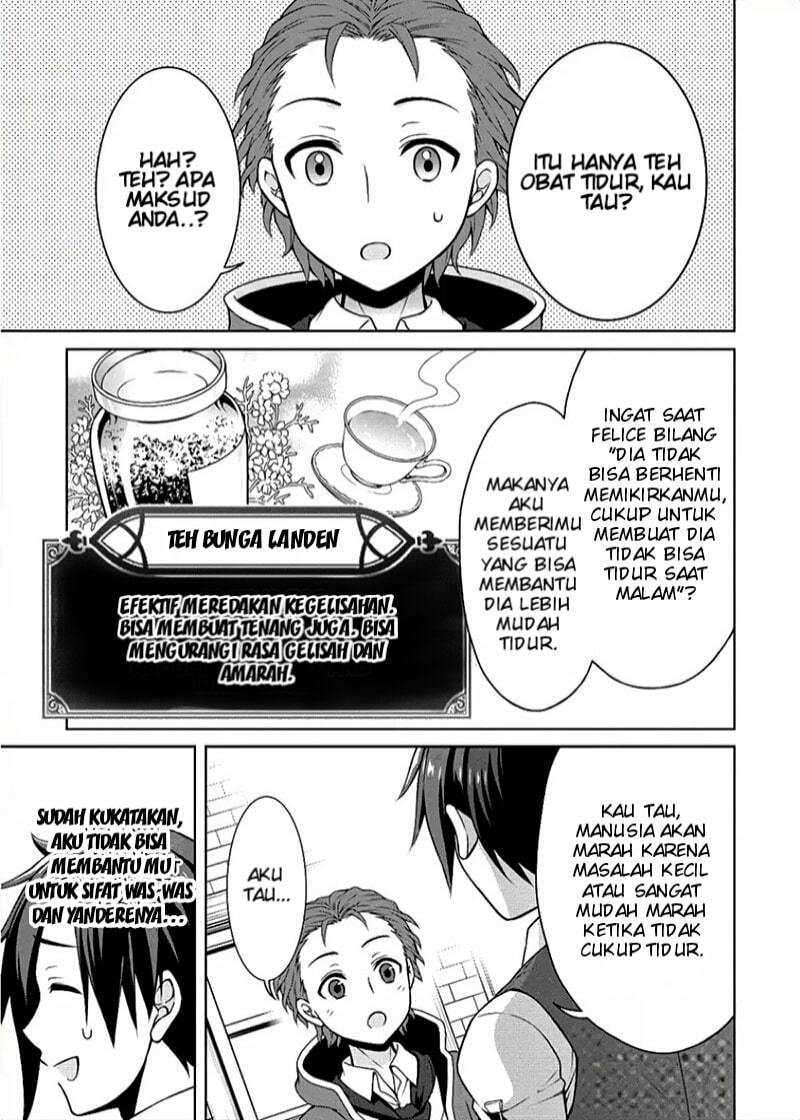 ITU HANYA TEH
OBAT TIDUR, KAU
TAU?
HAH?
TEH? APA
MAKSUD
ANDA..?
INGAT SAAT
FELICE BILANG
"DIA TIDAK
BISA BERHENTI
MEMIKIRKANMU,
CUKUP UNTUK
MEMBUAT DIA
TIDAK BISA
TIDUR SAAT
MALAM"?
MAKANYA
AKU
MEMBERIMU
SESUATU
YANG BISA
MEMBANTU
DIA LEBIH
MUDAH
TIDUR.
TEH BUNGA LANDEN
EFEKTIF MEREDAKAN KEGELISAHAN.
BISA MEMBUAT TENANG JUGA. BISA
MENGURANGI RASA GELISAH DAN
AMARAH.
KAU TAU,
MANUSIA AKAN
MARAH KARENA
MASALAH KECIL
ATAU SANGAT
MUDAH MARAH
KETIKA TIDAK
CUKUP TIDUR.
AKU
TAU...
SUDAH KUKATAKAN,
AKU TIDAK BISA
MEMBANTU MU
UNTUK SIFAT WAS-WAS
DAN YANDERENYA...